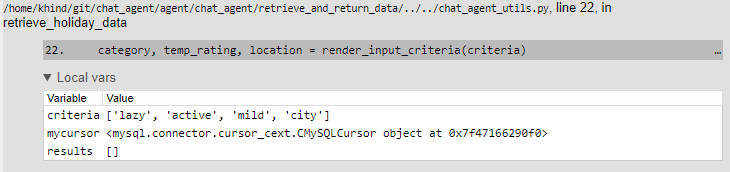 /home/khind/git/chat_agent/agent/chat_agent/retrieve_and_return_data/../../chat_agent_utils.py, line 22, in
retrieve_holiday_data
22. category, temp_rating, location = render_input_criteria(criteria) …
▼ Local vars
Variable Value
criteria ['lazy', 'active', 'mild', 'city']
mycursor <mysql.connector.cursor_cext.CMySQLCursor object at 0x7f47166290f0>
results []